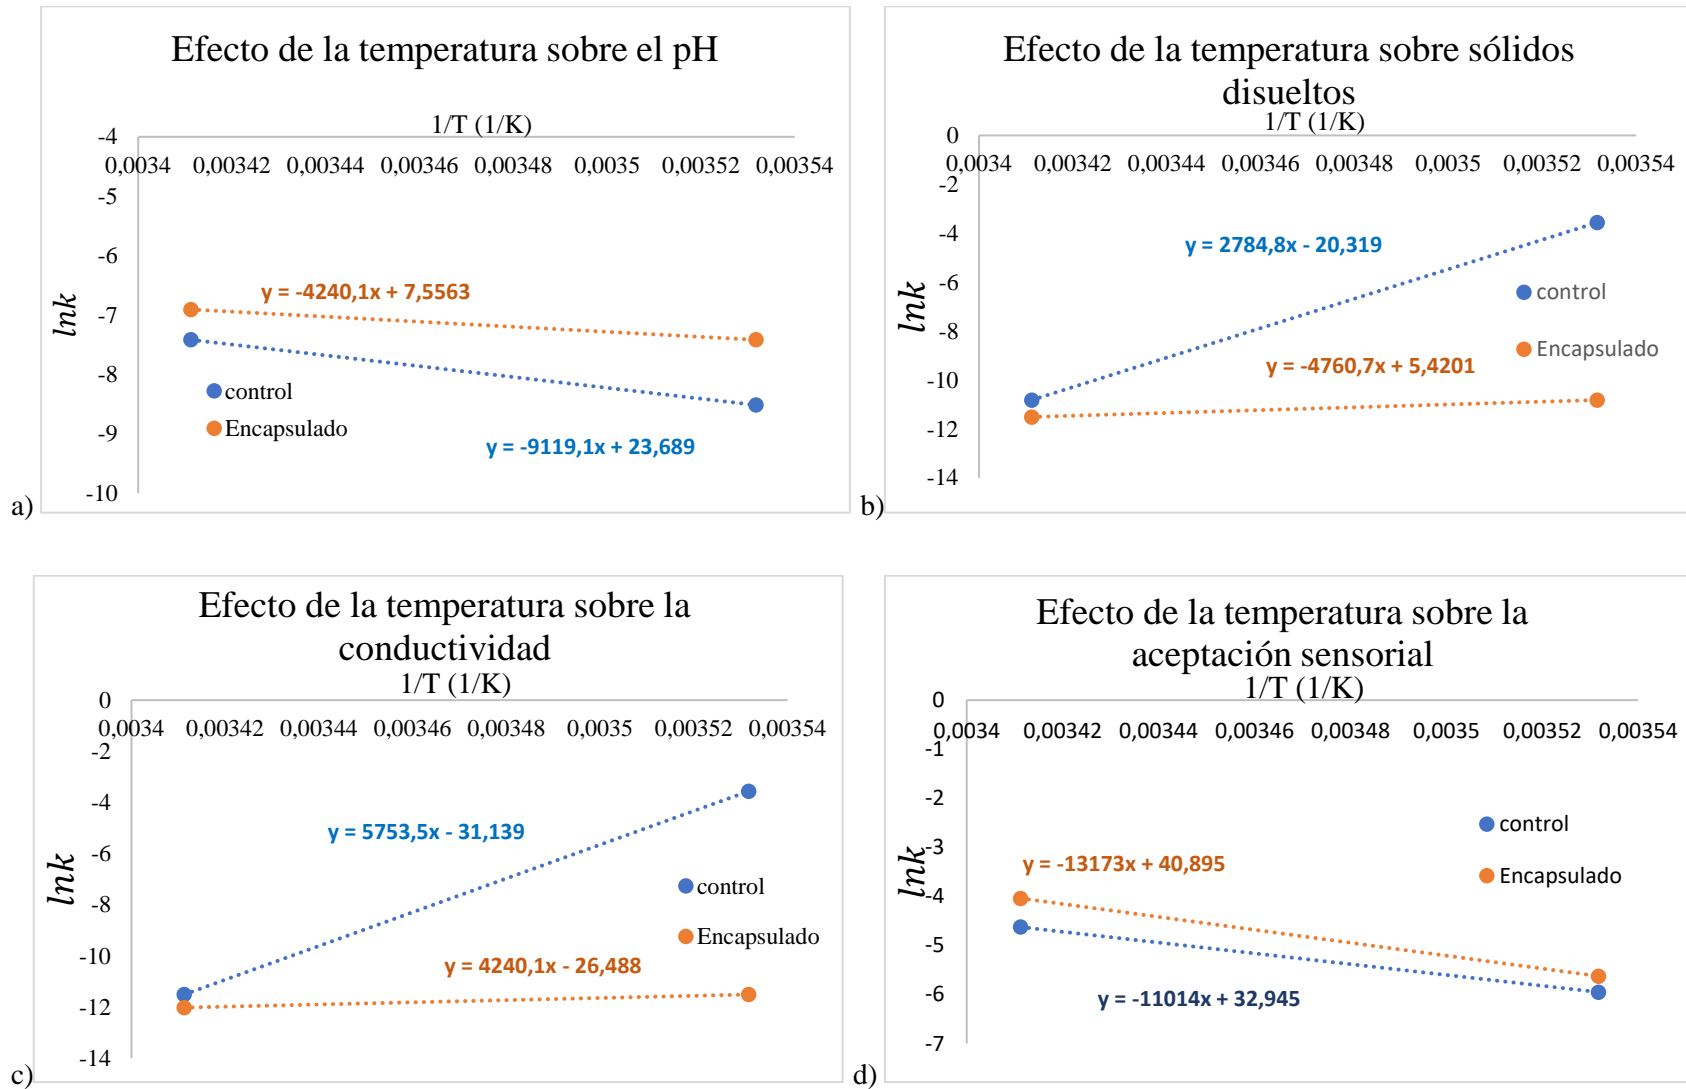 Efecto de la temperatura sobre el pH
1/T (1/K)
-4
0,0034 0,00342 0,00344 0,00346 0,00348 0,0035 0,00352 0,00354
-5
-6
y = -4240,1x + 7,5563
-7
lnk
-8
control
Encapsulado
-9
y = -9119,1x + 23,689
-10
a)
Efecto de la temperatura sobre sólidos
disueltos
1/T (1/K)
0
0,0034 0,00342 0,00344 0,00346 0,00348 0,0035 0,00352 0,00354
-2
-4
y = 2784,8x - 20,319
-6
lnk
control
-8
Encapsulado
y = -4760,7x + 5,4201
-10
-12
-14
b)
Efecto de la temperatura sobre la
conductividad
1/T (1/K)
0
0,0034 0,00342 0,00344 0,00346 0,00348 0,0035 0,00352 0,00354
-2
-4
y = 5753,5x - 31,139
-6
lnk
control
-8
Encapsulado
-10
y = 4240,1x - 26,488
-12
-14
c)
Efecto de la temperatura sobre la
aceptación sensorial
1/T (1/K)
0
0,0034 0,00342 0,00344 0,00346 0,00348 0,0035 0,00352 0,00354
-1
-2
control
-3
lnk
y = -13173x + 40,895
Encapsulado
-4
-5
-6
y = -11014x + 32,945
-7
d)